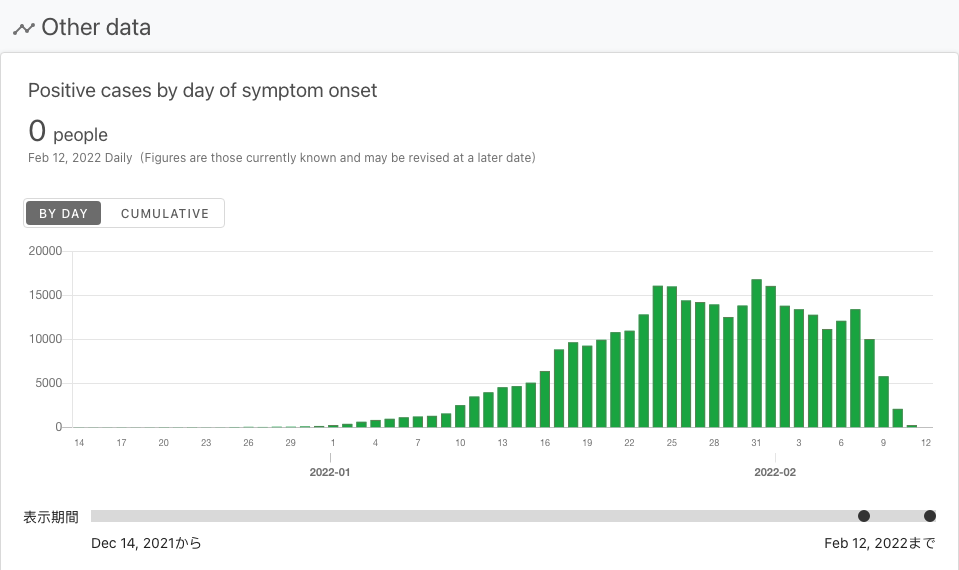 Other data
Positive cases by day of symptom onset
0 people
Feb 12, 2022 Daily (Figures are those currently known and may be revised at a later date)
BY DAY CUMULATIVE
20000
15000
10000
5000
0
14 17 20 23 26 29 1 4 7 10 13 16 19 22 25 28 31 3 6 9 12
2022-01 2022-02
表示期間
Dec 14, 2021から Feb 12, 2022まで